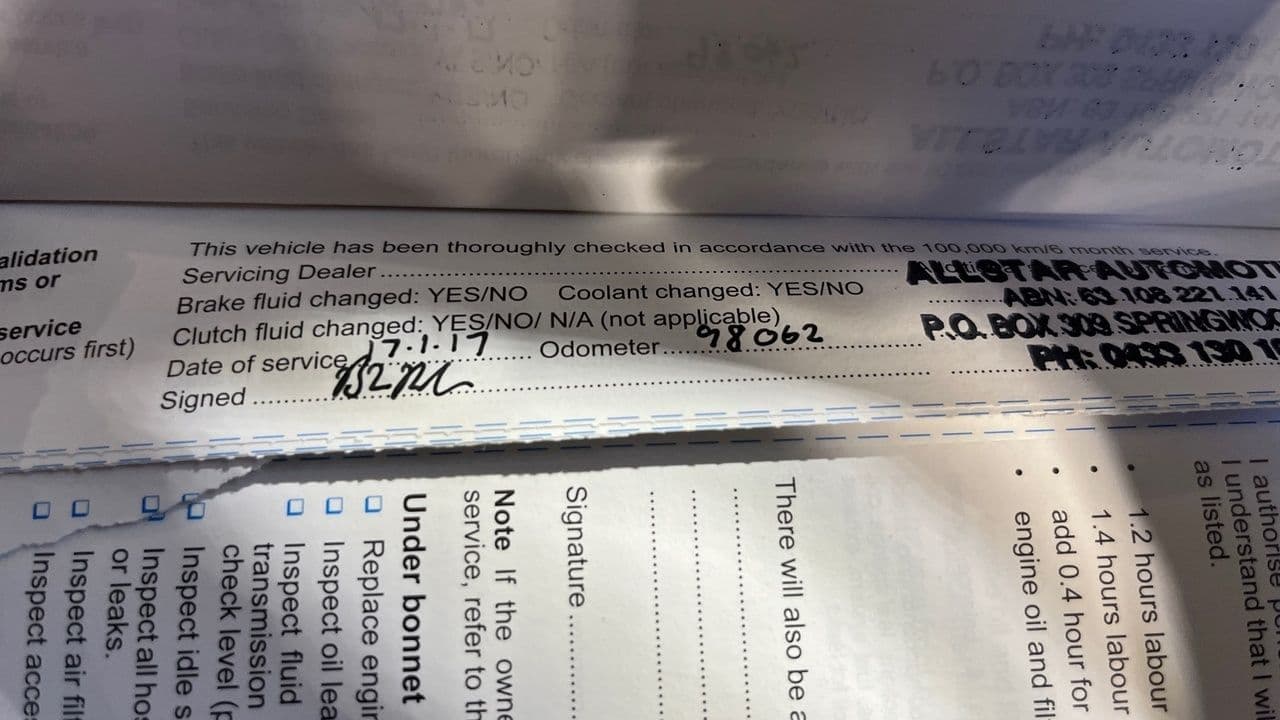 alidation
ms or
service
occurs first)
This vehicle has been thoroughly checked in accordance with the 100,000 km/6 month service.
Servicing Dealer
Brake fluid changed: YES/NO Coolant changed: YES/NO
Clutch fluid changed: YES/NO/ N/A (not applicable)
Date of service 17.1.17 Odometer 98062
Signed
ALLSTAR AUTOMOTI
ABN: 63 108 221 141
P.O. BOX 309 SPRINGWOO
PH: 0433 130 1
I authorise
I understand that I wi
as listed.
• 1.2 hours labour
• 1.4 hours labour
• add 0.4 hour for
• engine oil and fil
There will also be a
Signature
Note If the owne
service, refer to th
Under bonnet
Replace engin
Inspect oil lea
Inspect fluid
transmission
check level (p
Inspect idle s
Inspect all hos
or leaks.
Inspect air filt
Inspect acces